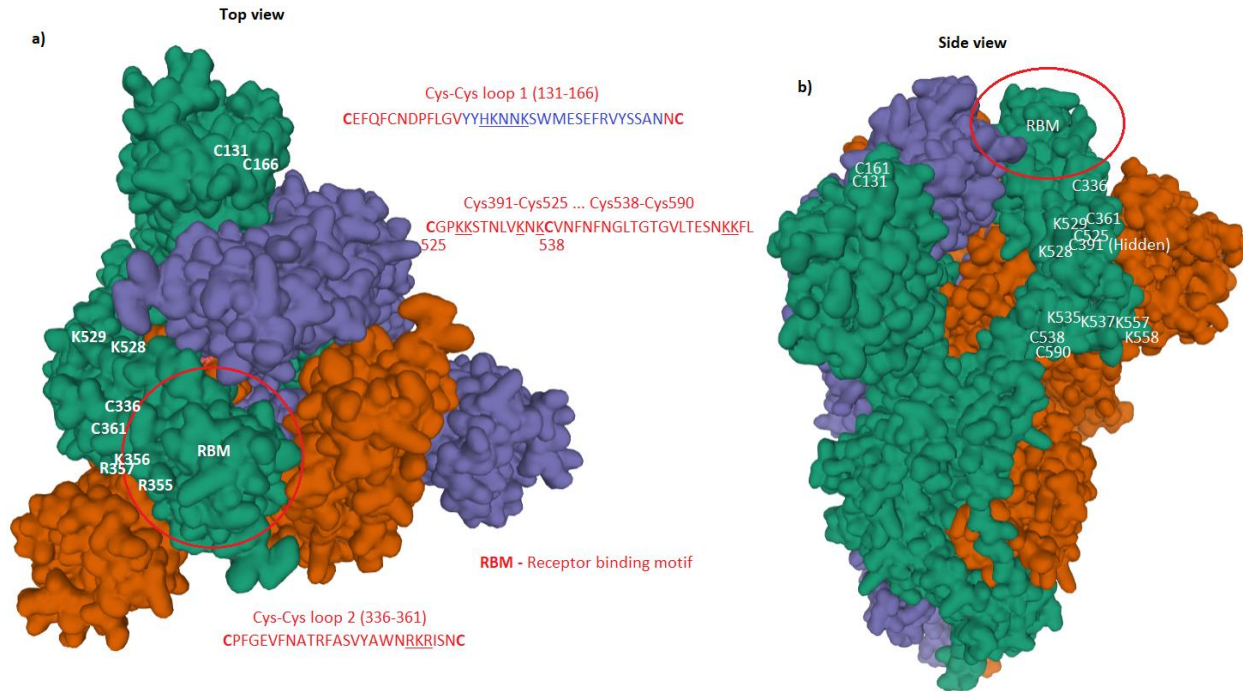 Top view
a)
Cys-Cys loop 1 (131-166)
CEFQFCNDPFLGVYYHKNNKSWMESEFRVYSSANNC
C131
C166
Cys391-Cys525 ... Cys538-Cys590
CGPKKSTNLVKNKCVNFNFNGLTGTGVLTESNKKFL
525 538
K529
K528
C336
C361
RBM
K356
R357
R355
RBM - Receptor binding motif
Cys-Cys loop 2 (336-361)
CPFGEVFNATRFASVYAWNRKRISNC
Side view
b)
RBM
C161
C131
C336
K529
C361
C525
K528
C391 (Hidden)
K535
K537
K557
C538
K558
C590